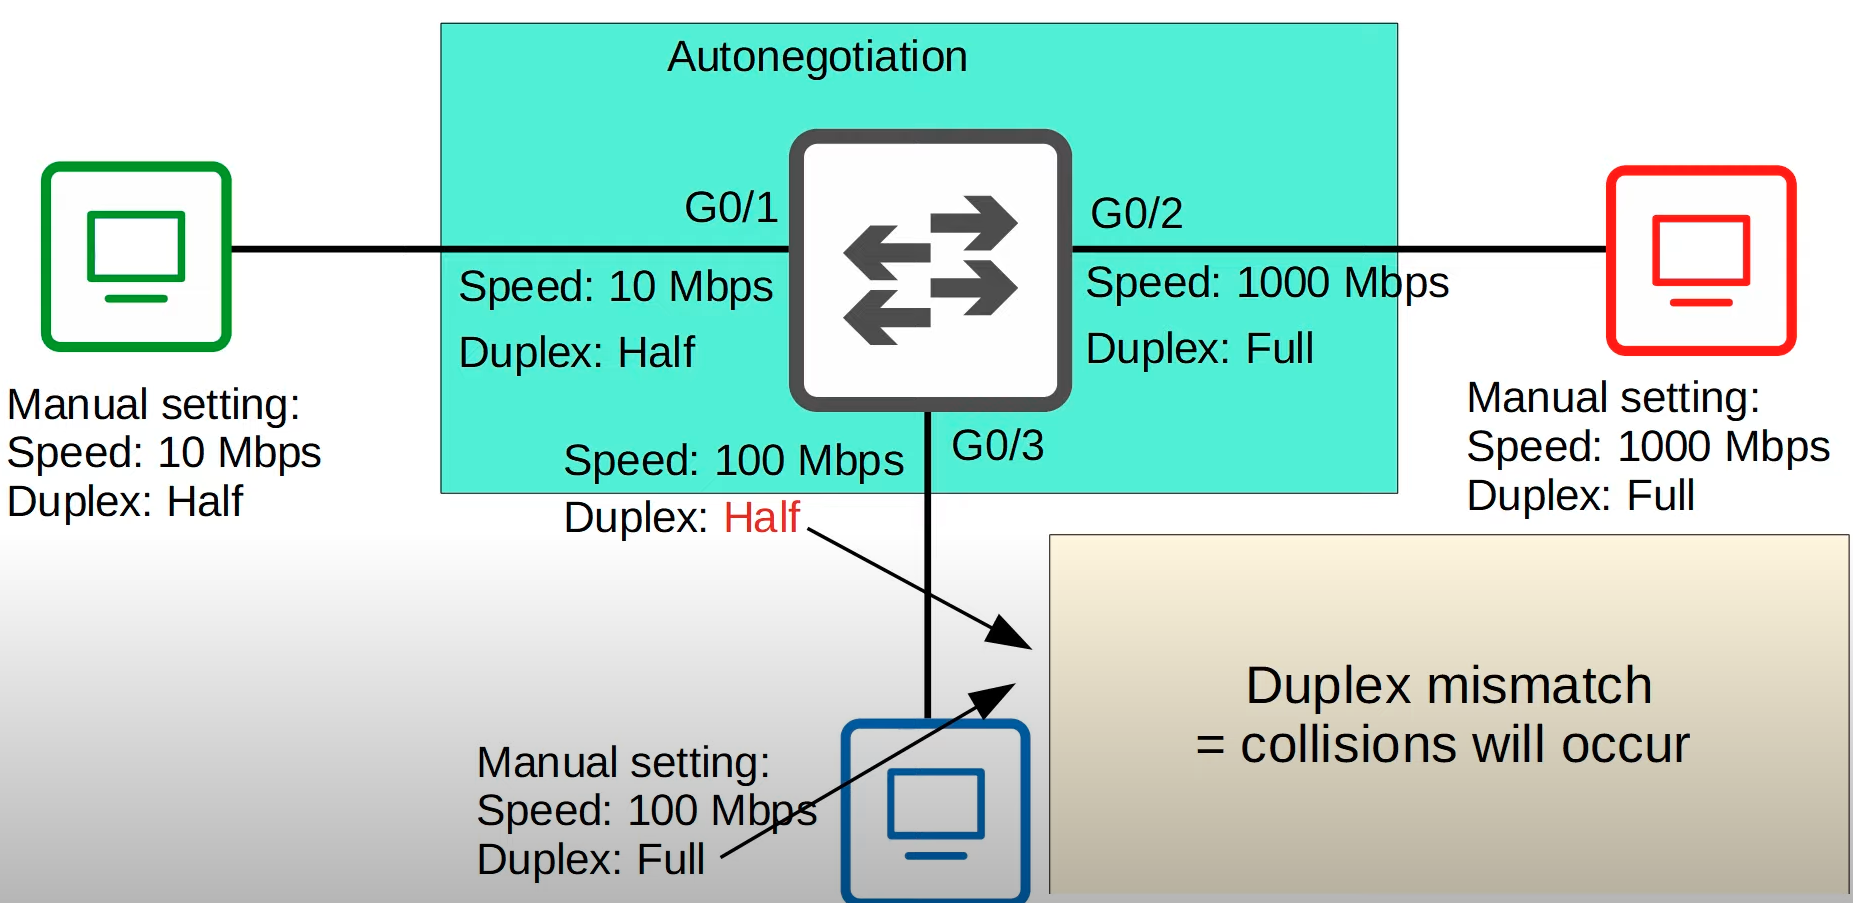 Autonegotiation
G0/1
G0/2
Speed: 10 Mbps
Duplex: Half
Speed: 1000 Mbps
Duplex: Full
Manual setting:
Speed: 10 Mbps
Duplex: Half
Manual setting:
Speed: 1000 Mbps
Duplex: Full
G0/3
Speed: 100 Mbps
Duplex: Half
Duplex mismatch
= collisions will occur
Manual setting:
Speed: 100 Mbps
Duplex: Full